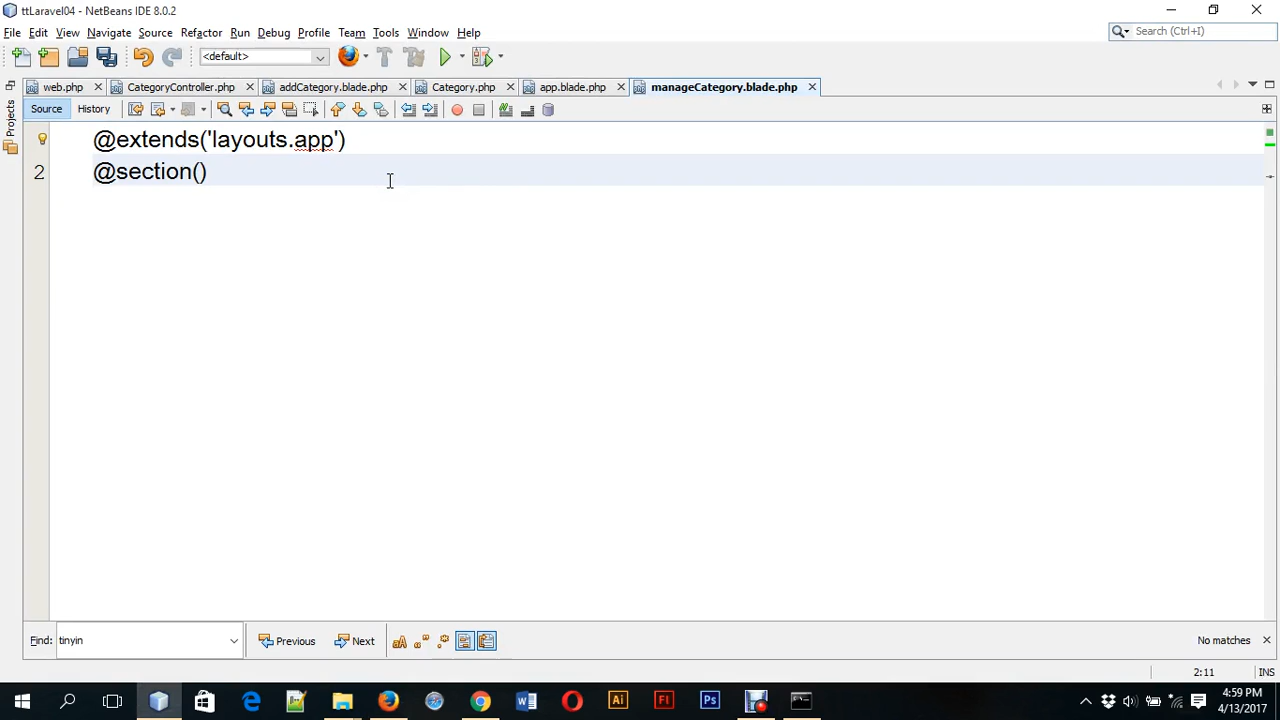 ttLaravel04 - NetBeans IDE 8.0.2
File Edit View Navigate Source Refactor Run Debug Profile Team Tools Window Help
Search (Ctrl+I)
<default>
web.php CategoryController.php addCategory.blade.php Category.php app.blade.php manageCategory.blade.php
Source History
Projects
@extends('layouts.app')
2 @section()
Find: tinyin Previous Next No matches
2:11 INS
4:59 PM
4/13/2017